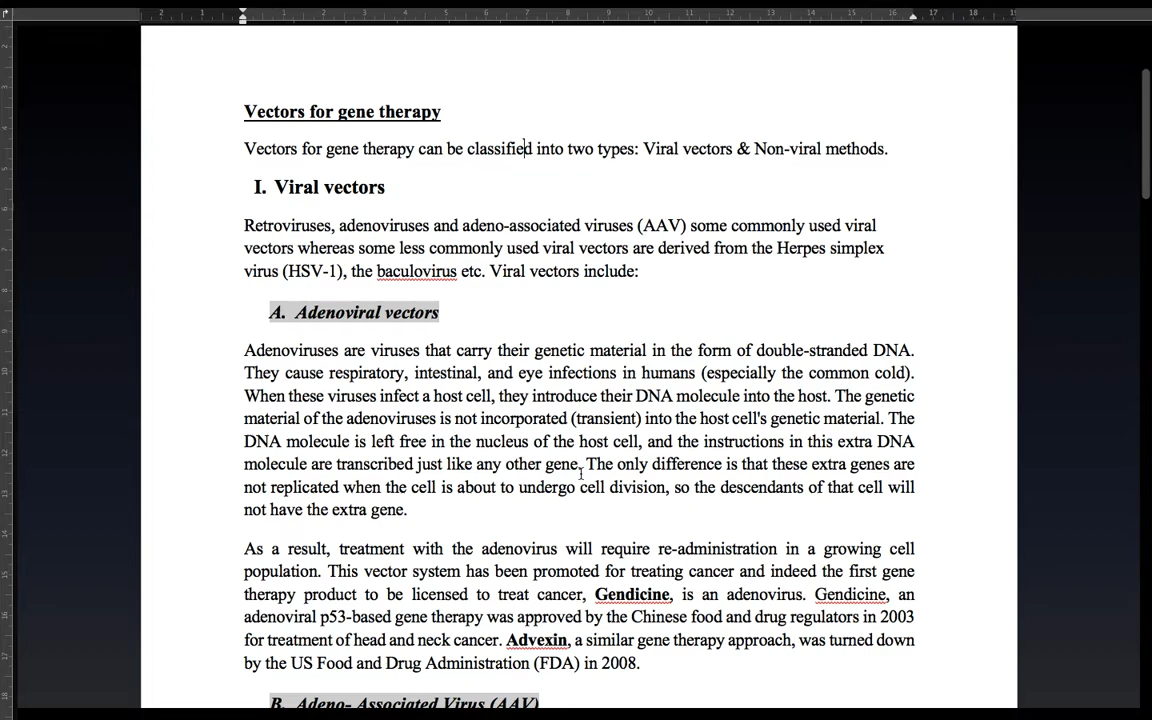 Vectors for gene therapy
Vectors for gene therapy can be classified into two types: Viral vectors & Non-viral methods.
I. Viral vectors
Retroviruses, adenoviruses and adeno-associated viruses (AAV) some commonly used viral
vectors whereas some less commonly used viral vectors are derived from the Herpes simplex
virus (HSV-1), the baculovirus etc. Viral vectors include:
A. Adenoviral vectors
Adenoviruses are viruses that carry their genetic material in the form of double-stranded DNA.
They cause respiratory, intestinal, and eye infections in humans (especially the common cold).
When these viruses infect a host cell, they introduce their DNA molecule into the host. The genetic
material of the adenoviruses is not incorporated (transient) into the host cell's genetic material. The
DNA molecule is left free in the nucleus of the host cell, and the instructions in this extra DNA
molecule are transcribed just like any other gene. The only difference is that these extra genes are
not replicated when the cell is about to undergo cell division, so the descendants of that cell will
not have the extra gene.
As a result, treatment with the adenovirus will require re-administration in a growing cell
population. This vector system has been promoted for treating cancer and indeed the first gene
therapy product to be licensed to treat cancer, Gendicine, is an adenovirus. Gendicine, an
adenoviral p53-based gene therapy was approved by the Chinese food and drug regulators in 2003
for treatment of head and neck cancer. Advexin, a similar gene therapy approach, was turned down
by the US Food and Drug Administration (FDA) in 2008.
B. Adeno- Associated Virus (AAV)